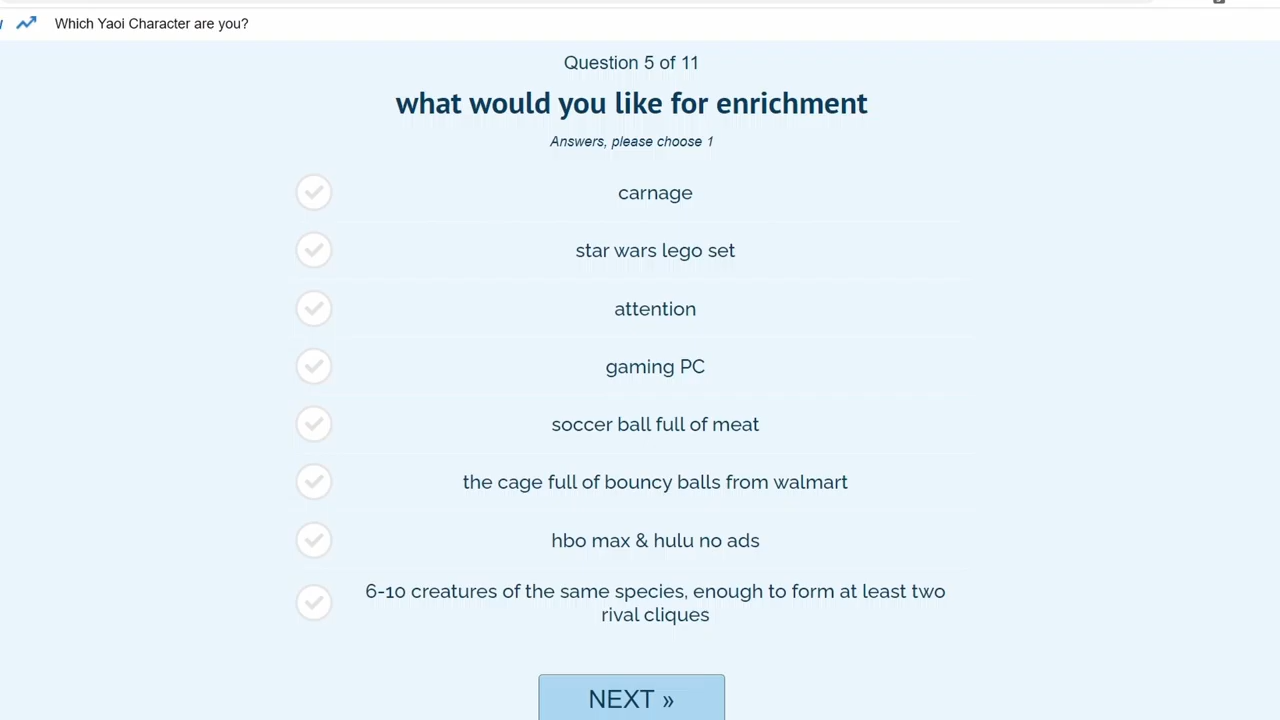 Which Yaoi Character are you?
Question 5 of 11
what would you like for enrichment
Answers, please choose 1
carnage
star wars lego set
attention
gaming PC
soccer ball full of meat
the cage full of bouncy balls from walmart
hbo max & hulu no ads
6-10 creatures of the same species, enough to form at least two
rival cliques
NEXT »